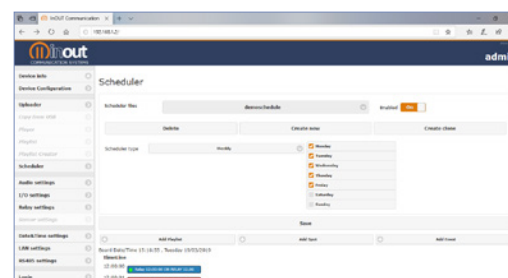 InOUT Communication
192.168.1.2/
inout
COMMUNICATION SYSTEMS
Device info
Device Configuration
Uploader
Copy from USB
Player
Playlist
Playlist Creator
Scheduler
Audio settings
I/O settings
Relay settings
Date&Time settings
LAN settings
RS485 settings
Login
Scheduler
Scheduler files
demoschedule
Enabled
Delete
Create new
Create clone
Scheduler type
Weekly
Monday
Tuesday
Wednesday
Thursday
Friday
Saturday
Sunday
Save
Add Playlist
Add Spot
Add Event
Board Date/Time 15:16:35 , Tuesday 19/03/2019
Timeline